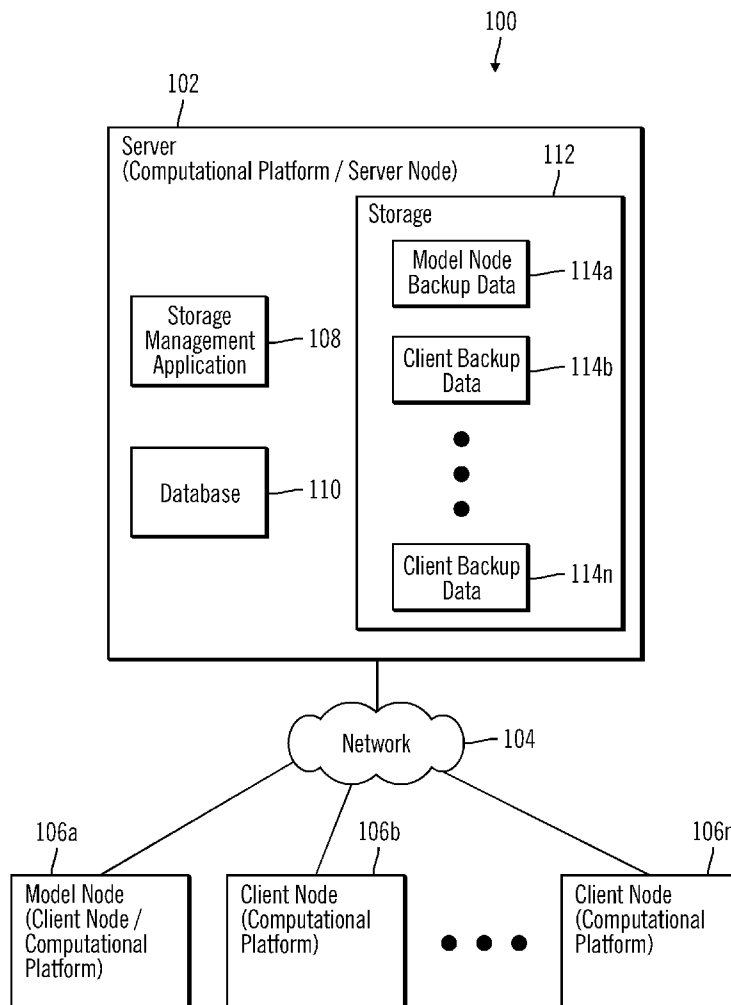 100
102
Server
(Computational Platform / Server Node)
112
Storage
Model Node
Backup Data
114a
Storage
Management
Application
108
Client Backup
Data
114b
Database
110
Client Backup
Data
114n
Network
104
106a
106b
106n
Model Node
(Client Node /
Computational
Platform)
Client Node
(Computational
Platform)
Client Node
(Computational
Platform)